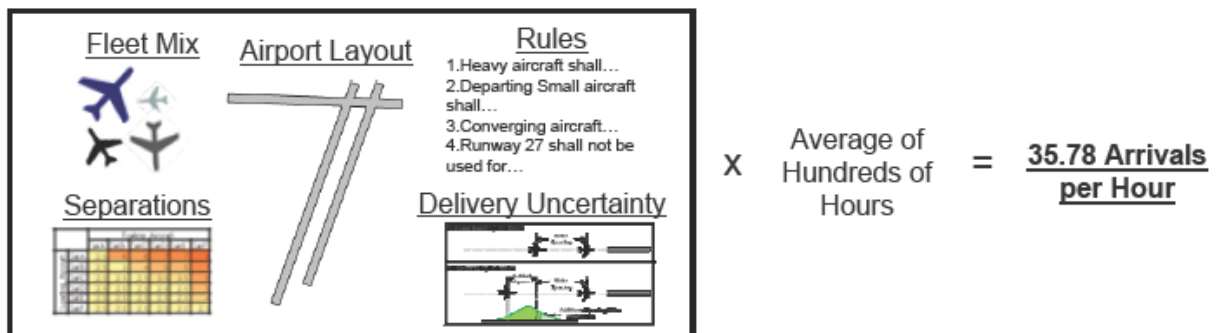 Fleet Mix
Airport Layout
Rules
1.Heavy aircraft shall…
2.Departing Small aircraft
shall…
3.Converging aircraft…
4.Runway 27 shall not be
used for…
Separations
Delivery Uncertainty
x
Average of
Hundreds of
Hours
=
35.78 Arrivals
per Hour